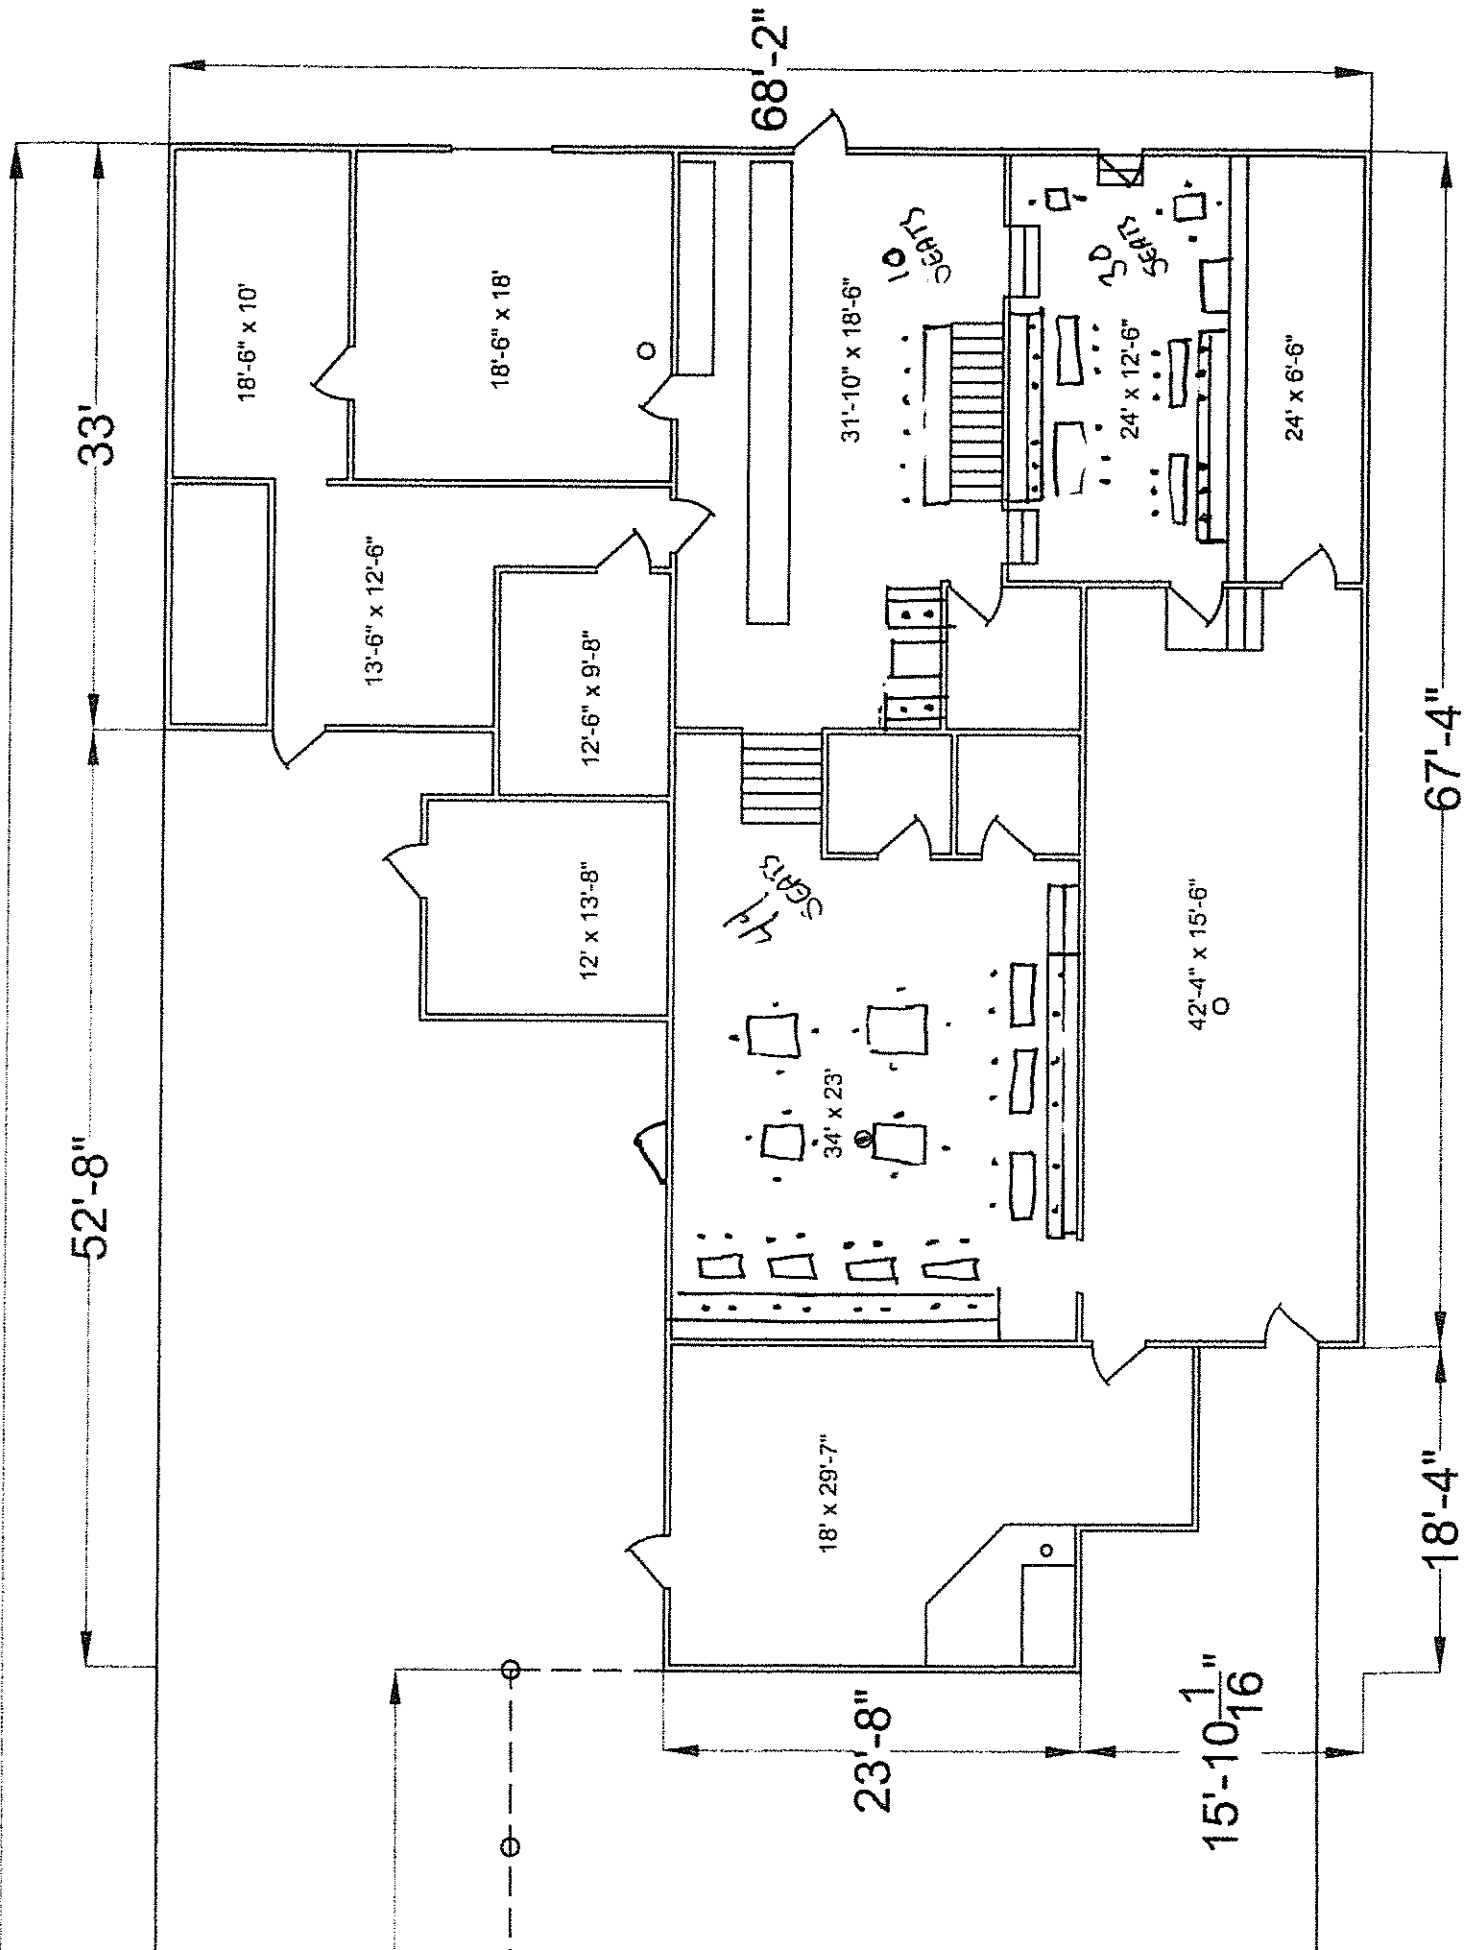 68'-2"
33'
18'-6" x 10'
18'-6" x 18'
10
SEATS
31'-10" x 18'-6"
30
SEATS
24' x 12'-6"
24' x 6'-6"
13'-6" x 12'-6"
12'-6" x 9'-8"
67'-4"
52'-8"
12' x 13'-8"
44
SEATS
34' x 23'
42'-4" x 15'-6"
18' x 29'-7"
18'-4"
23'-8"
15'-10 1/16"